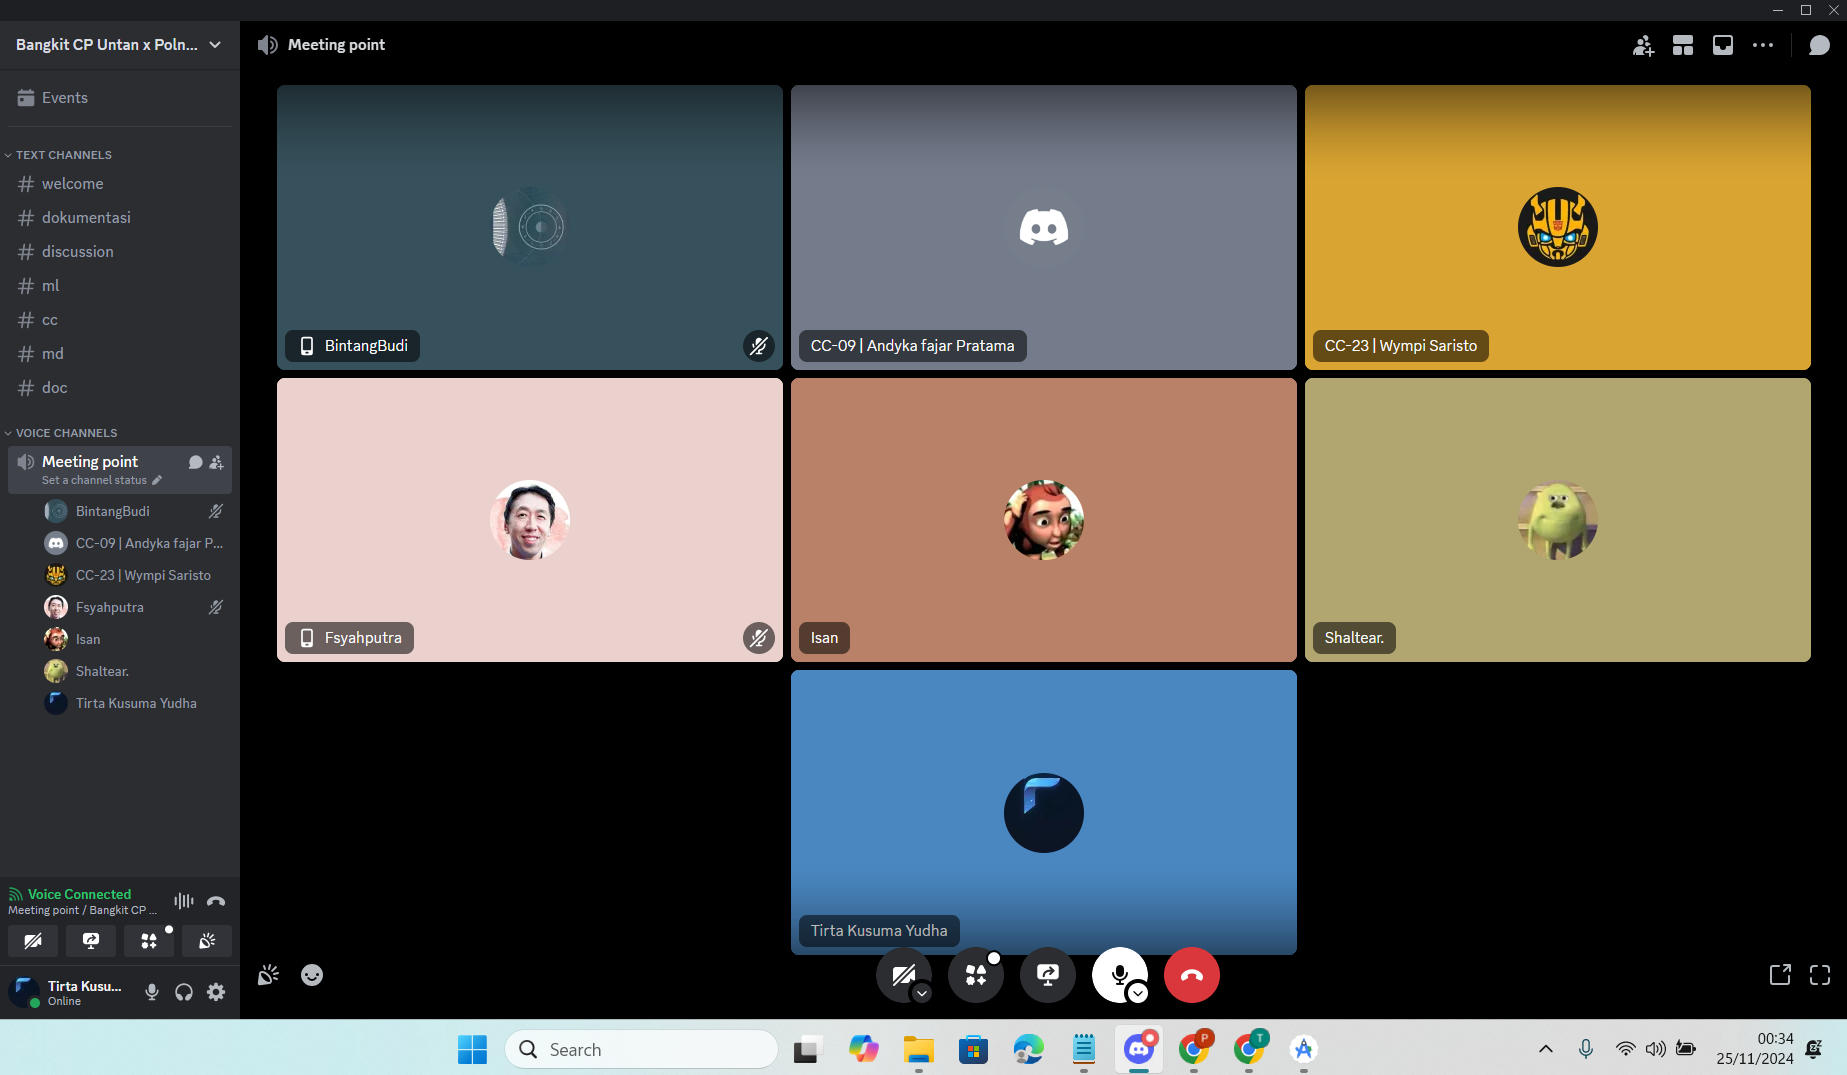 Bangkit CP Untan x Poln...
Events
TEXT CHANNELS
welcome
dokumentasi
discussion
ml
cc
md
doc
VOICE CHANNELS
Meeting point
Set a channel status
BintangBudi
CC-09 | Andyka fajar P...
CC-23 | Wympi Saristo
Fsyahputra
Isan
Shaltear.
Tirta Kusuma Yudha
Voice Connected
Meeting point / Bangkit CP ...
Tirta Kusu...
Online
Meeting point
BintangBudi
CC-09 | Andyka fajar Pratama
CC-23 | Wympi Saristo
Fsyahputra
Isan
Shaltear.
Tirta Kusuma Yudha
Search
P
T
00:34
25/11/2024